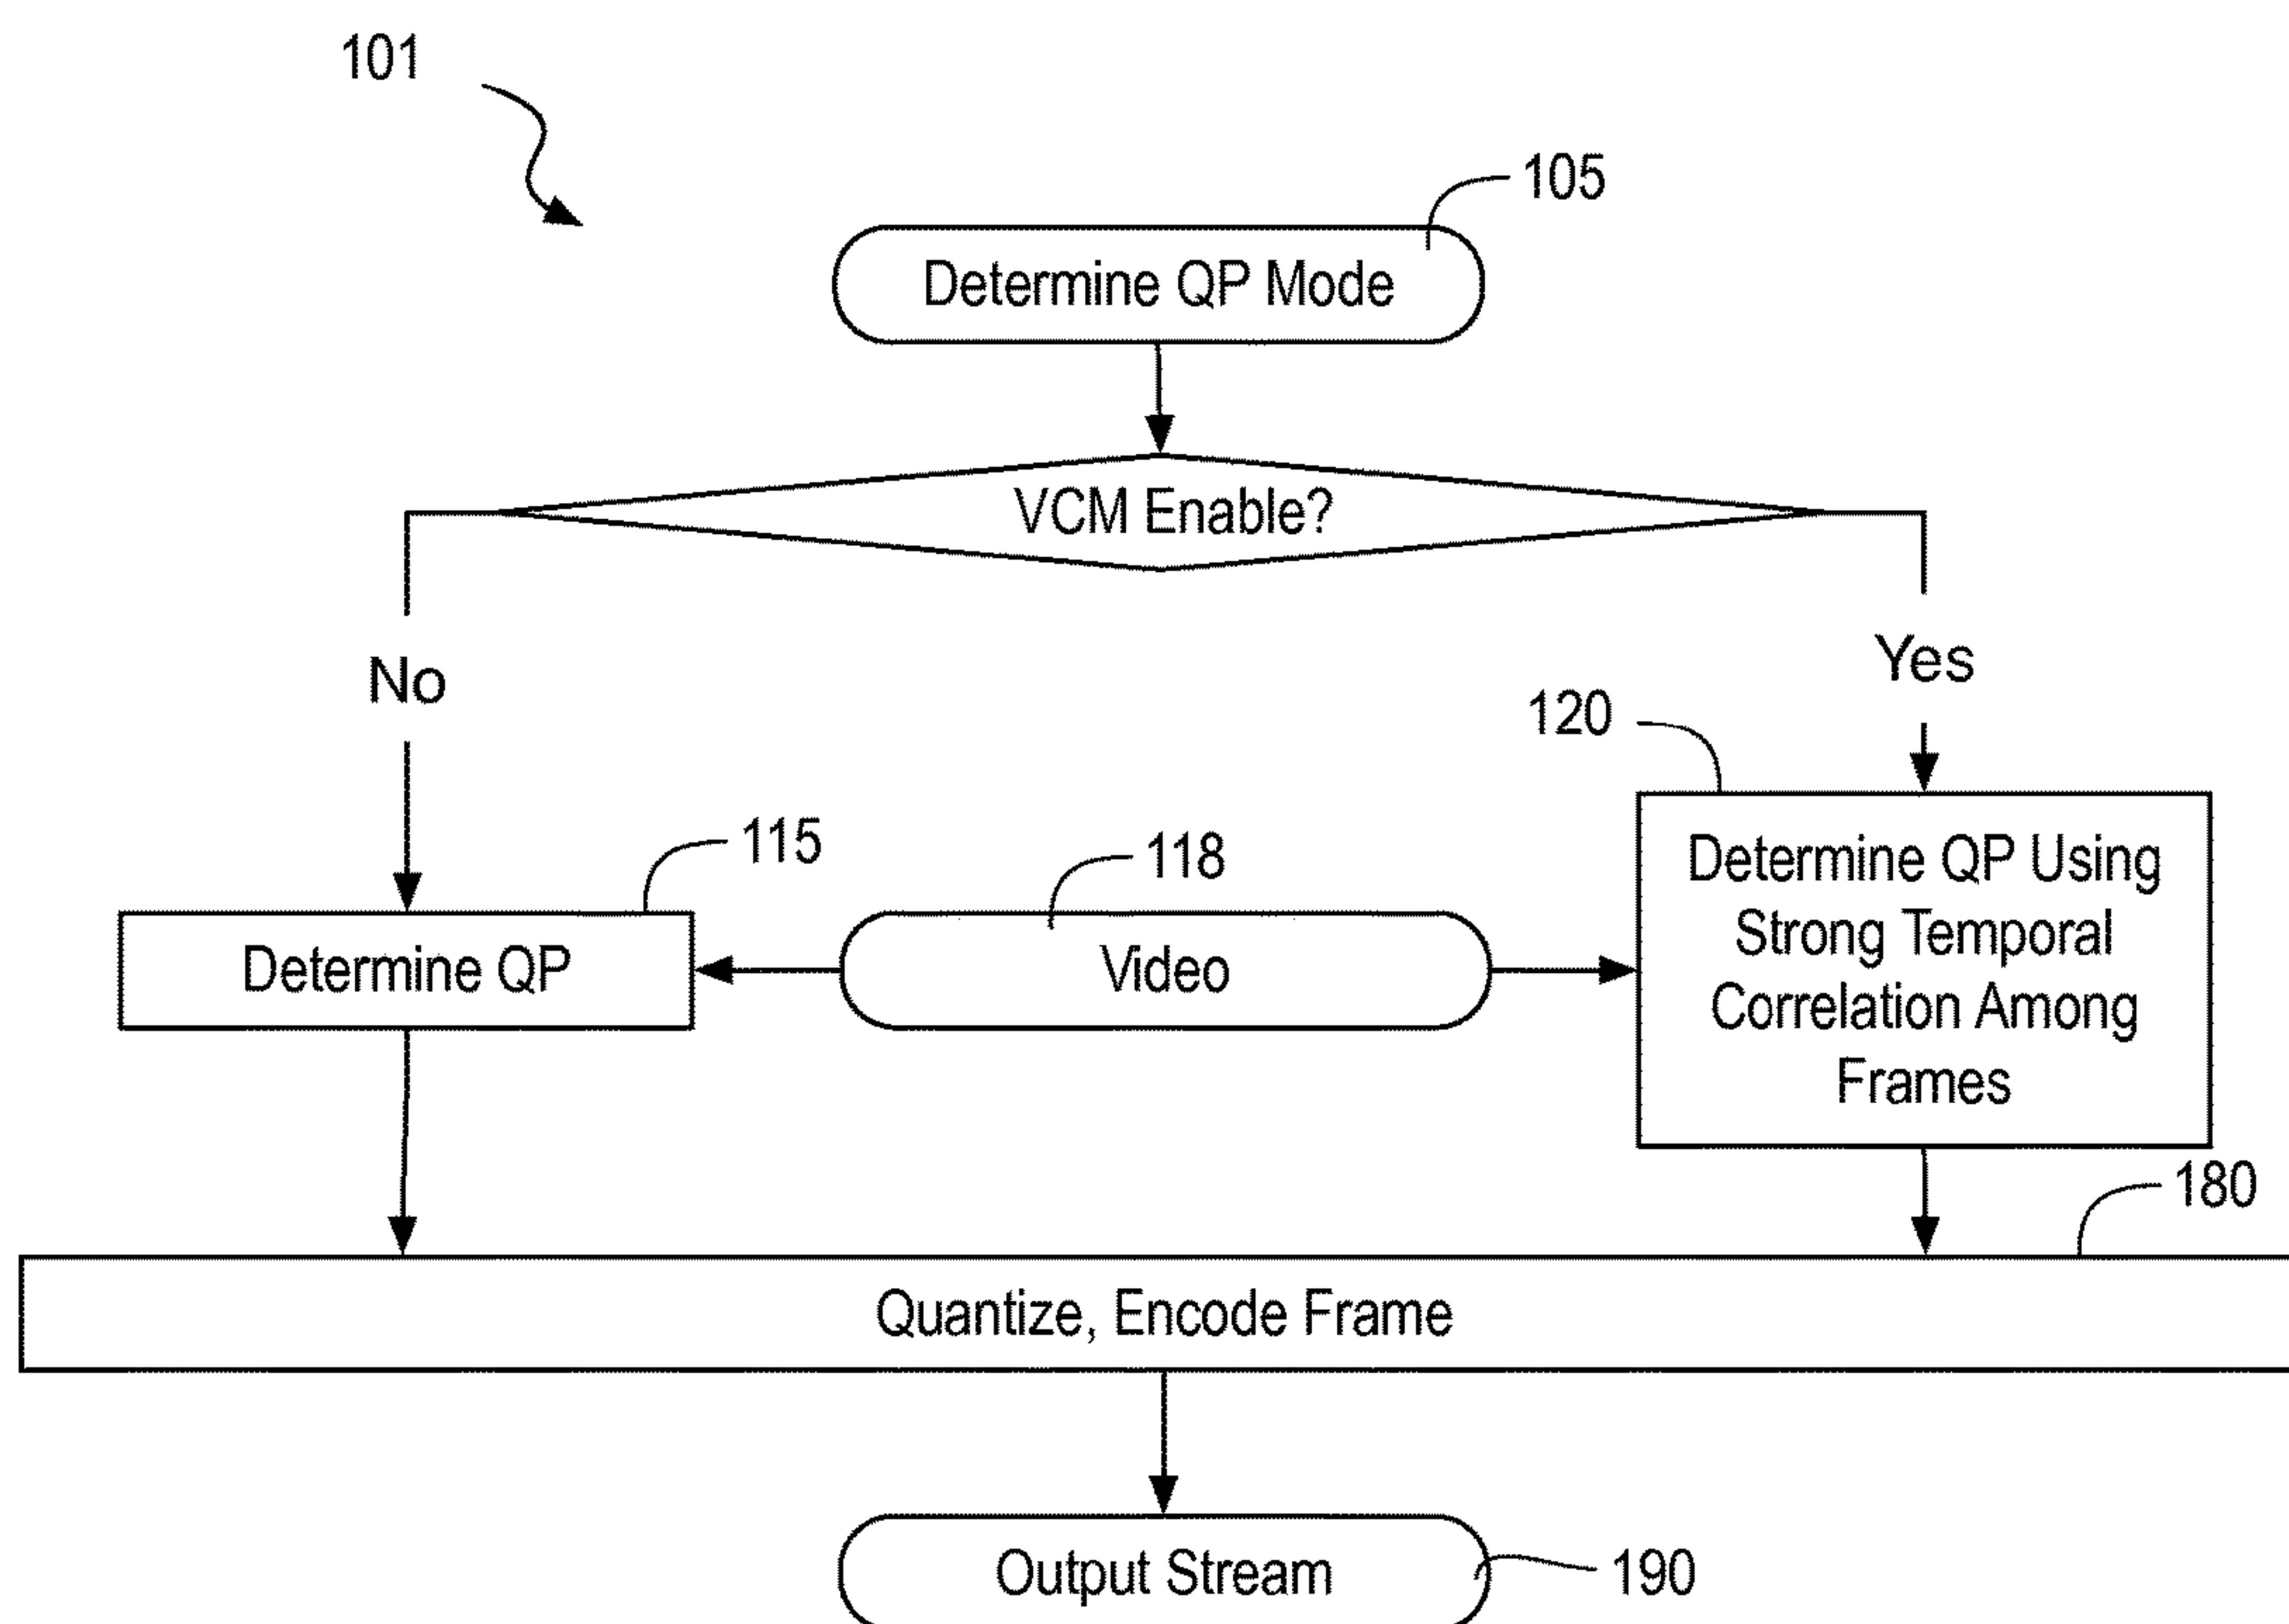 101
105
Determine QP Mode
VCM Enable?
No
Yes
120
115
118
Determine QP
Video
Determine QP Using
Strong Temporal
Correlation Among
Frames
180
Quantize, Encode Frame
Output Stream
190